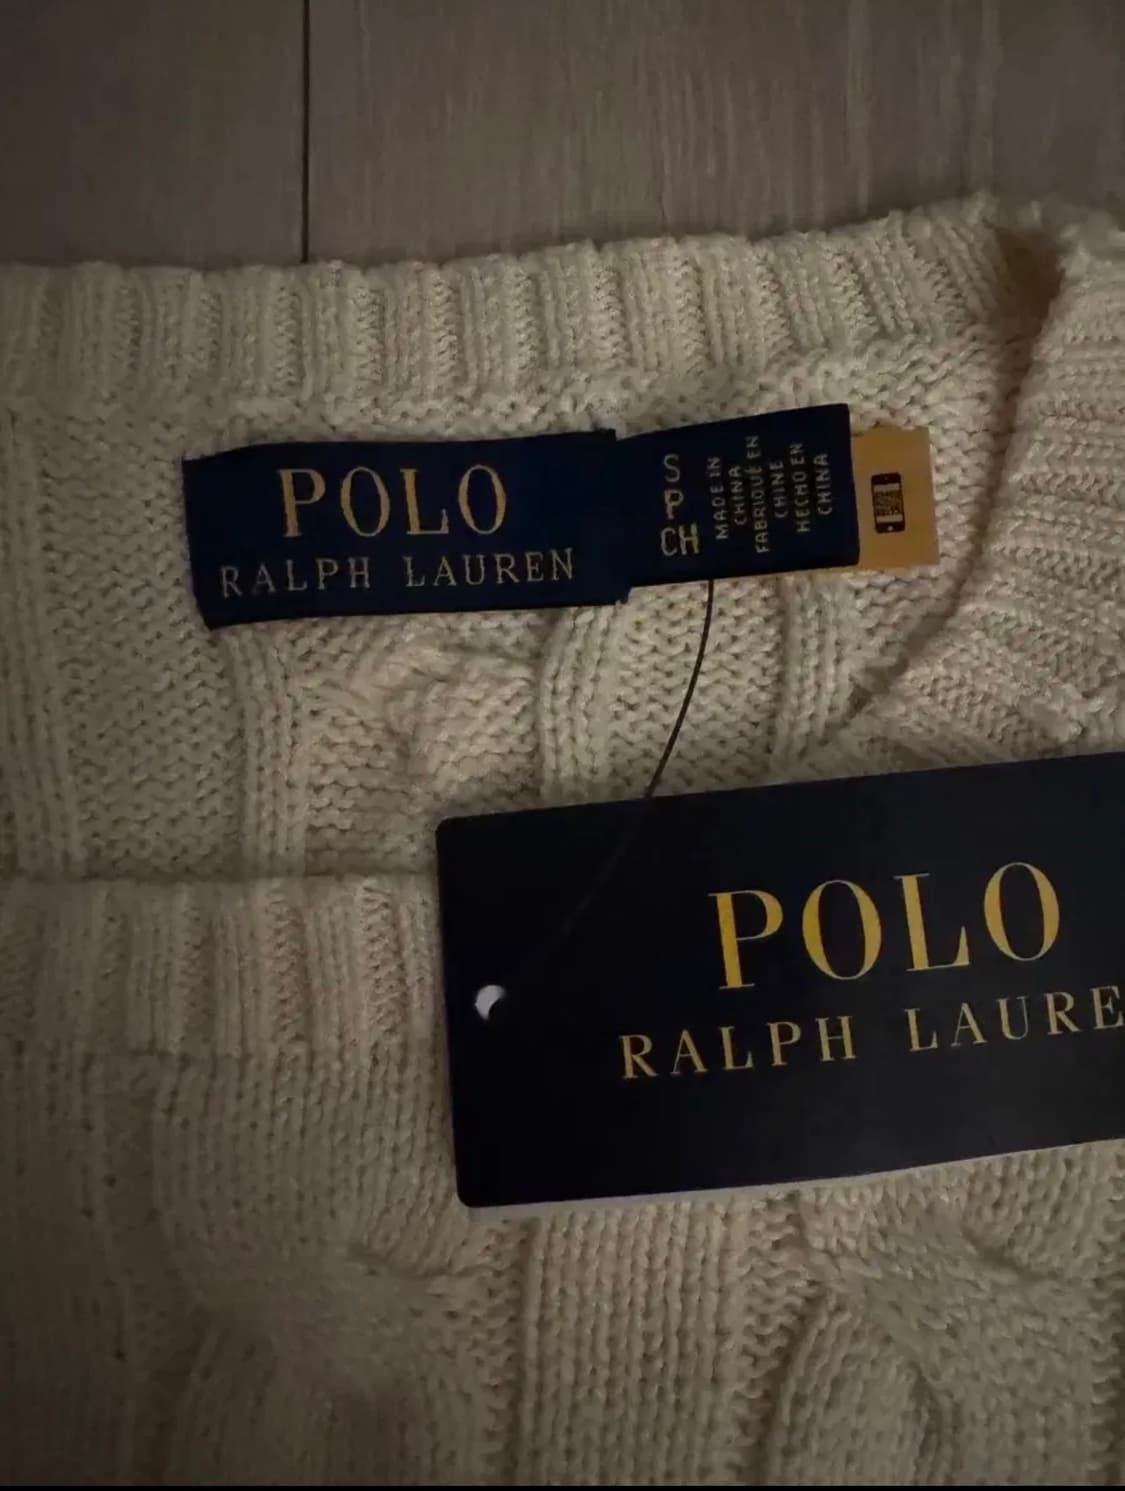 POLO
RALPH LAUREN
S
P
CH
MADE IN
CHINA
FABRIQUÉ EN
CHINE
HECHO EN
CHINA
POLO
RALPH LAURE